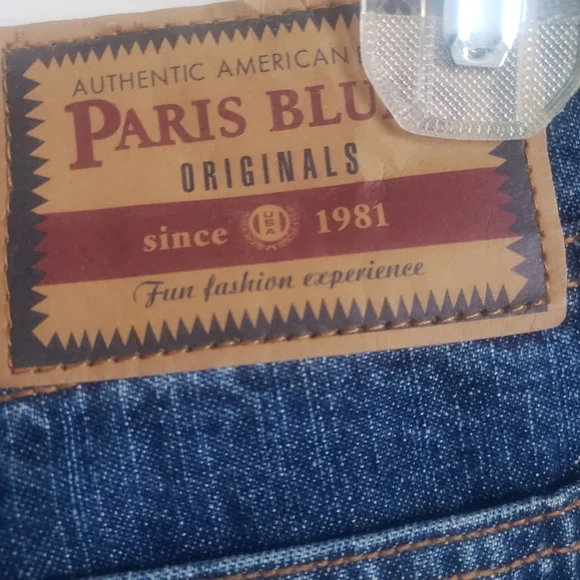 AUTHENTIC AMERICAN
PARIS BLU
ORIGINALS
since USA 1981
Fun fashion experience